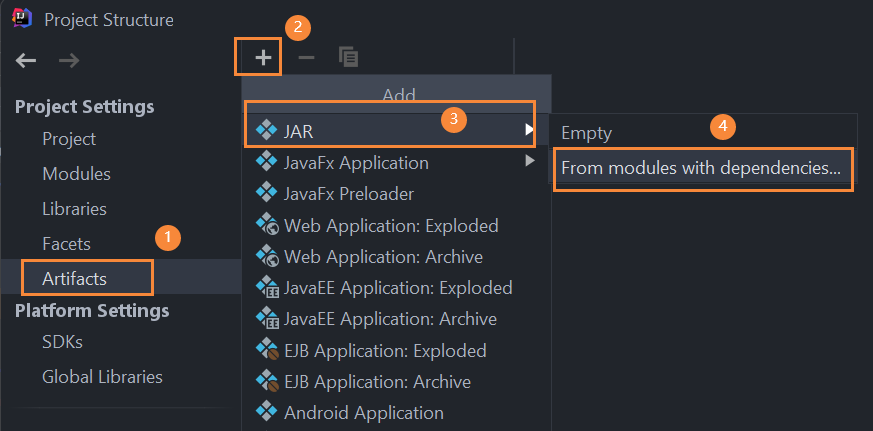 Project Structure
2
Add
Project Settings
Project
Modules
Libraries
Facets
1
Artifacts
Platform Settings
SDKs
Global Libraries
JAR
3
JavaFx Application
JavaFx Preloader
Web Application: Exploded
Web Application: Archive
JavaEE Application: Exploded
JavaEE Application: Archive
EJB Application: Exploded
EJB Application: Archive
Android Application
4
Empty
From modules with dependencies...